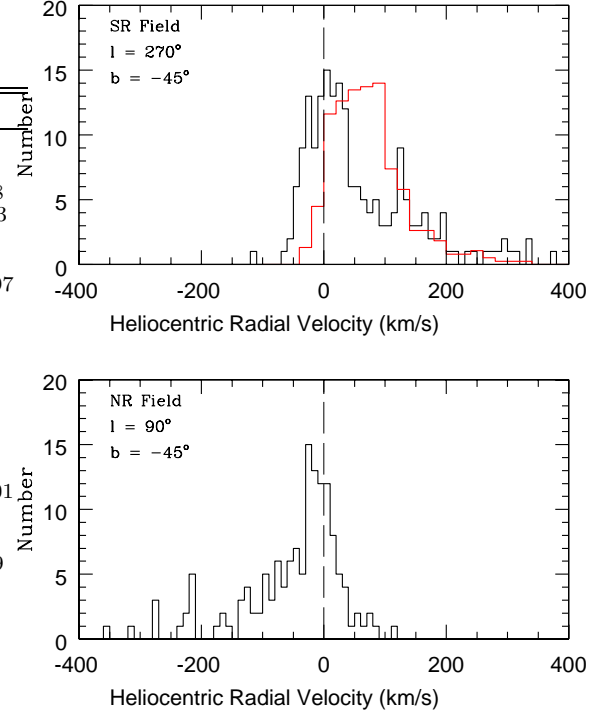 20
SR Field
l = 270°
b = −45°
15
10
5
0
Number
3
-400
-200
0
200
400
Heliocentric Radial Velocity (km/s)
20
NR Field
l = 90°
b = −45°
15
10
5
0
Number
-400
-200
0
200
400
Heliocentric Radial Velocity (km/s)